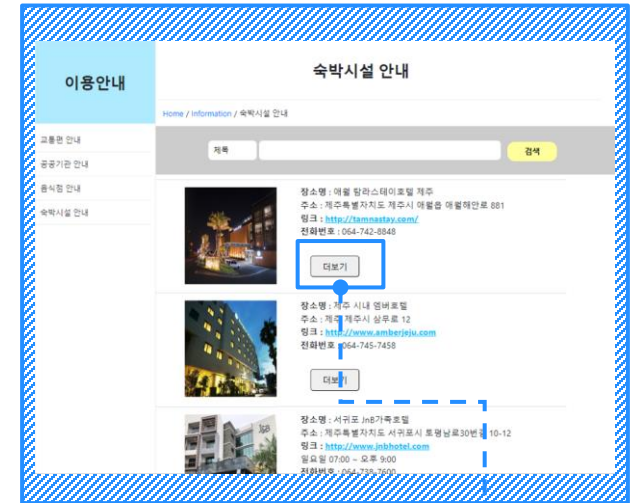 이용안내
숙박시설 안내
Home / Information / 숙박시설 안내
교통편 안내
공공기관 안내
음식점 안내
숙박시설 안내
제목
검색
장소명 : 애월 탐라스테이호텔 제주
주소 : 제주특별자치도 제주시 애월읍 애월해안로 881
링크 : http://tamnastay.com/
전화번호 : 064-742-8848
더보기
장소명 : 제주 시내 엠버호텔
주소 : 제주 제주시 삼무로 12
링크 : http://www.amberjeju.com
전화번호 : 064-745-7458
더보기
장소명 : 서귀포 JnB가족호텔
주소 : 제주특별자치도 서귀포시 토평남로30번길 10-12
링크 : http://www.jnbhotel.com
일요일 07:00 ~ 오후 9:00
전화번호 : 064-738-7600